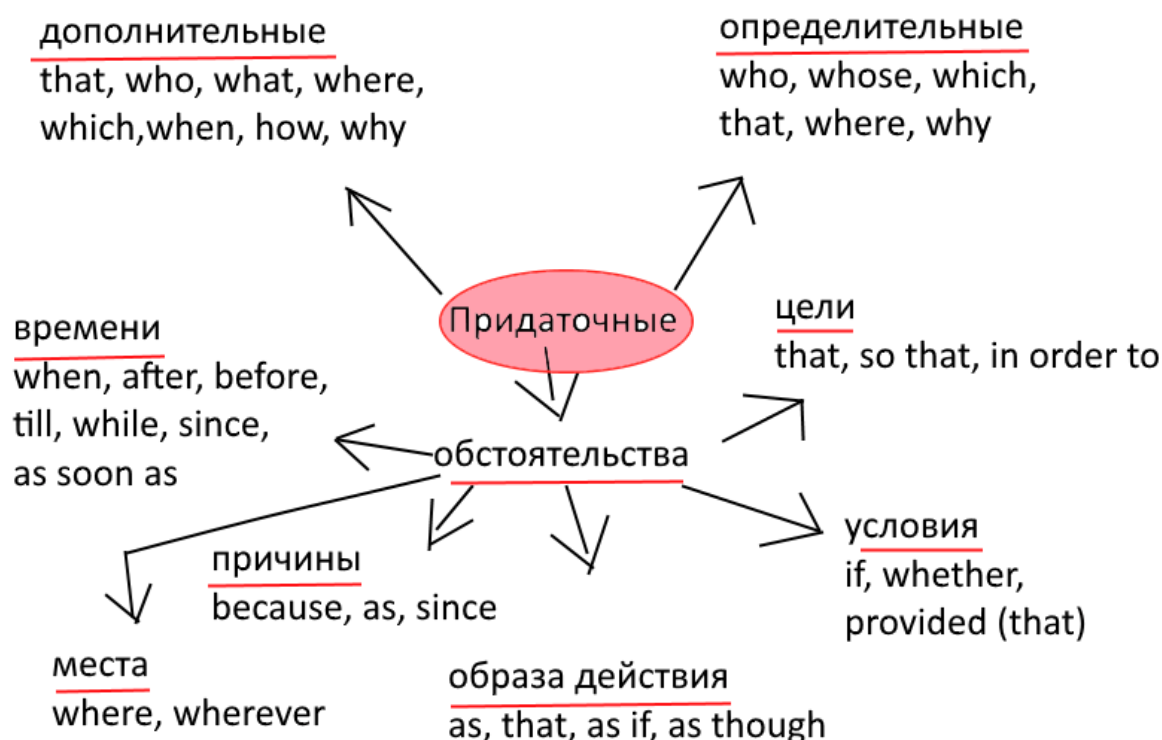 дополнительные
that, who, what, where,
which,when, how, why
определительные
who, whose, which,
that, where, why
Придаточные
времени
when, after, before,
till, while, since,
as soon as
цели
that, so that, in order to
обстоятельства
причины
because, as, since
условия
if, whether,
provided (that)
места
where, wherever
образа действия
as, that, as if, as though